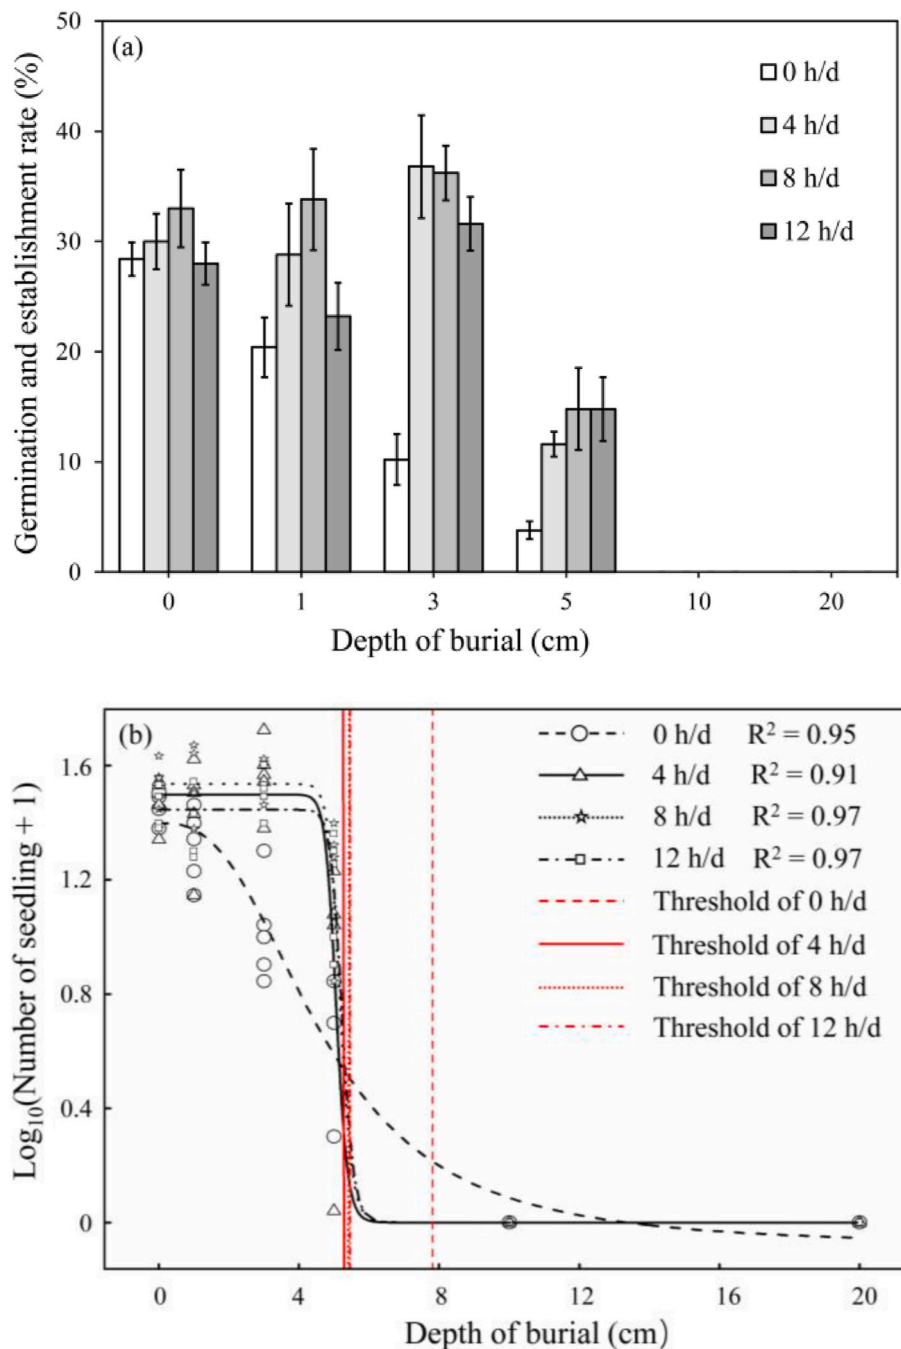 (a)
50
40
30
20
10
0
Germination and establishment rate (%)
0 h/d
4 h/d
8 h/d
12 h/d
0 1 3 5 10 20
Depth of burial (cm)
(b)
1.6
1.2
0.8
0.4
0
Log₁₀(Number of seedling + 1)
0 h/d R² = 0.95
4 h/d R² = 0.91
8 h/d R² = 0.97
12 h/d R² = 0.97
Threshold of 0 h/d
Threshold of 4 h/d
Threshold of 8 h/d
Threshold of 12 h/d
0 4 8 12 16 20
Depth of burial (cm)